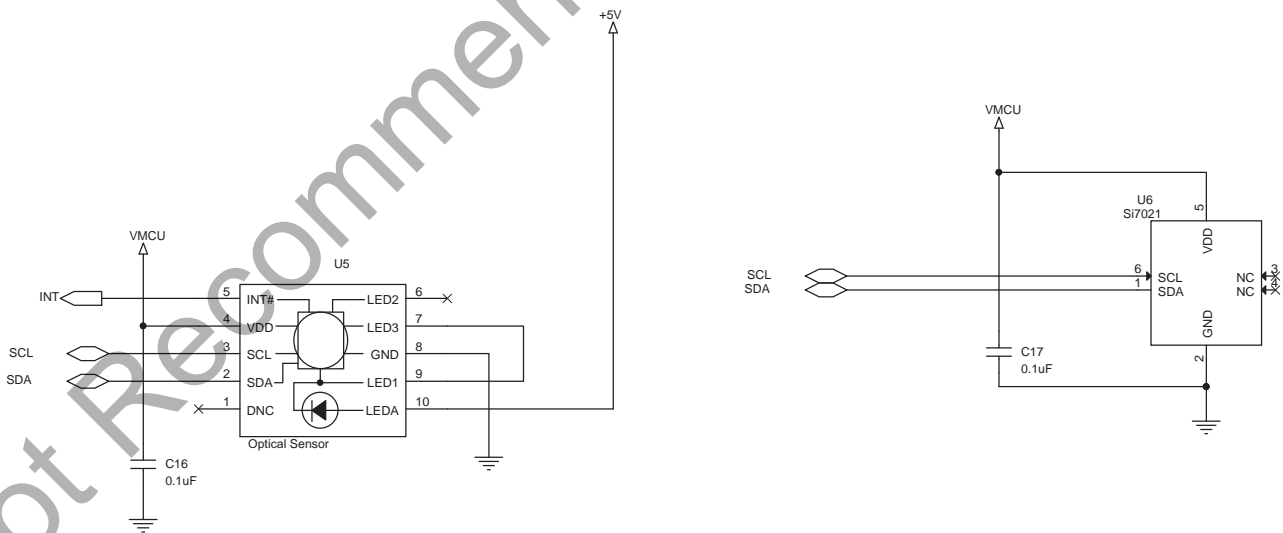 +5V
VMCU
U5
INT
5
INT#
LED2
6
4
VDD
LED3
7
SCL
3
SCL
GND
8
SDA
2
SDA
LED1
9
1
DNC
LEDA
10
Optical Sensor
C16
0.1uF
VMCU
U6
Si7021
5
VDD
SCL
6
SCL
NC
3
SDA
1
SDA
NC
4
GND
2
C17
0.1uF
ot Recommen